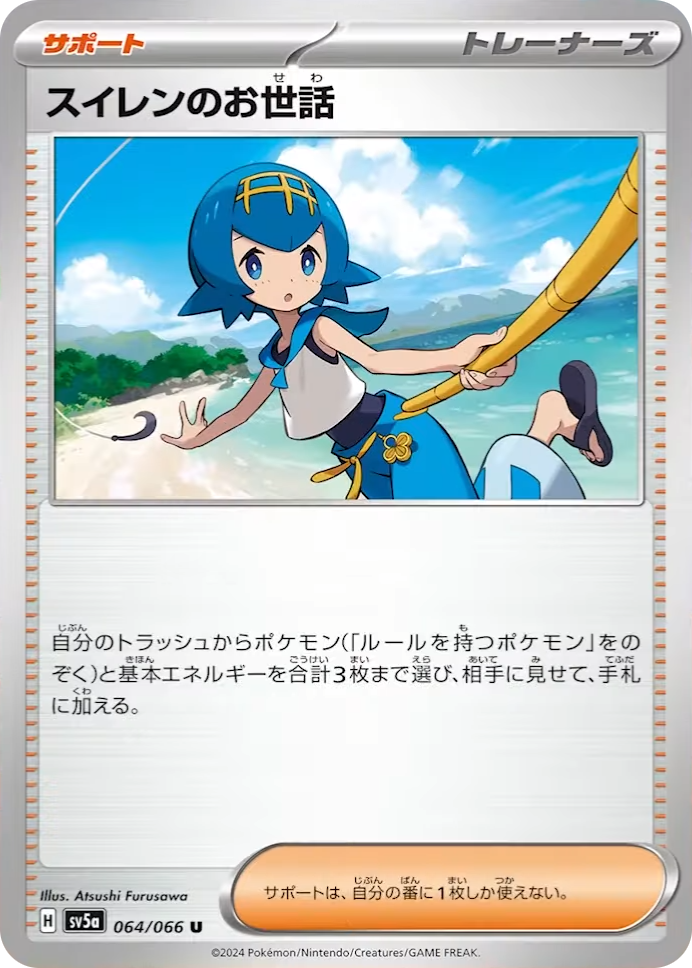 サポート
トレーナーズ
スイレンのお世話
せわ
自分のトラッシュからポケモン(「ルールを持つポケモン」をの
じぶん も
ぞく)と基本エネルギーを合計3枚まで選び、相手に見せて、手札
きほん ごうけい まい えら あいて み てふだ
に加える。
くわ
サポートは、自分の番に1枚しか使えない。
じぶん ばん まい つか
Illus. Atsushi Furusawa
H sv5a 064/066 U
©2024 Pokémon/Nintendo/Creatures/GAME FREAK.